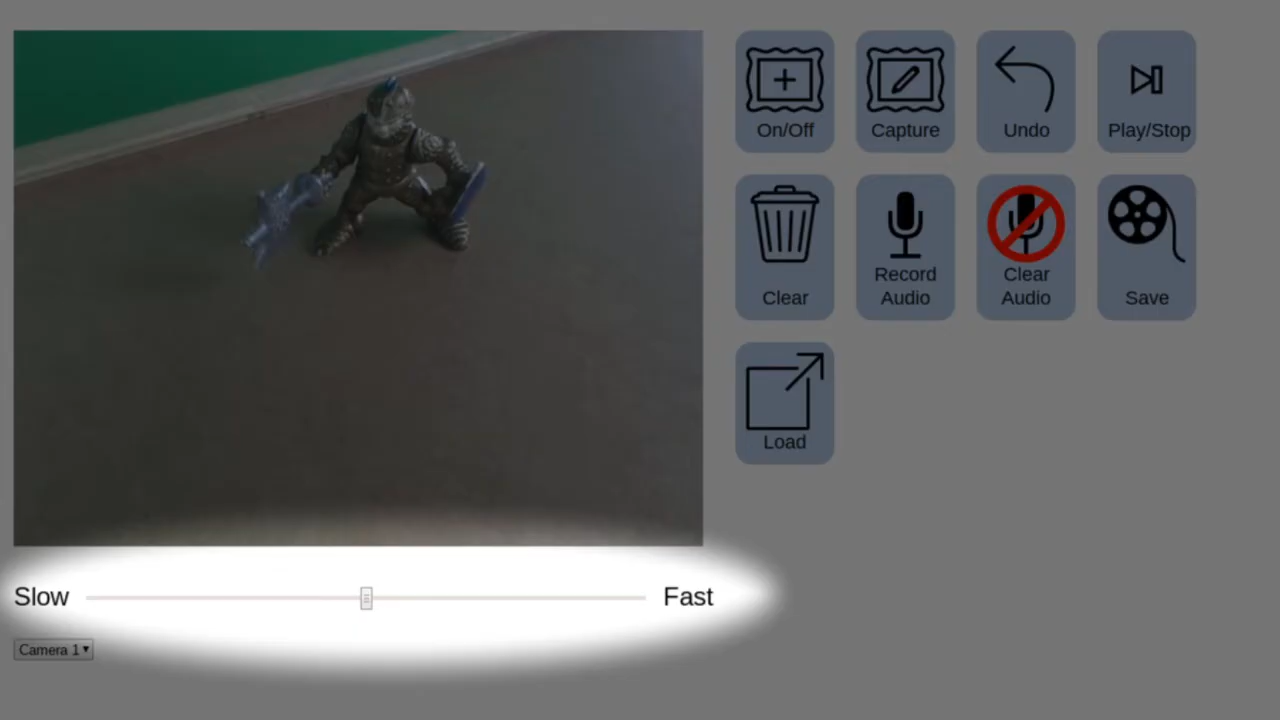 On/Off
Capture
Undo
Play/Stop
Clear
Record
Audio
Clear
Audio
Save
Load
Slow
Fast
Camera 1